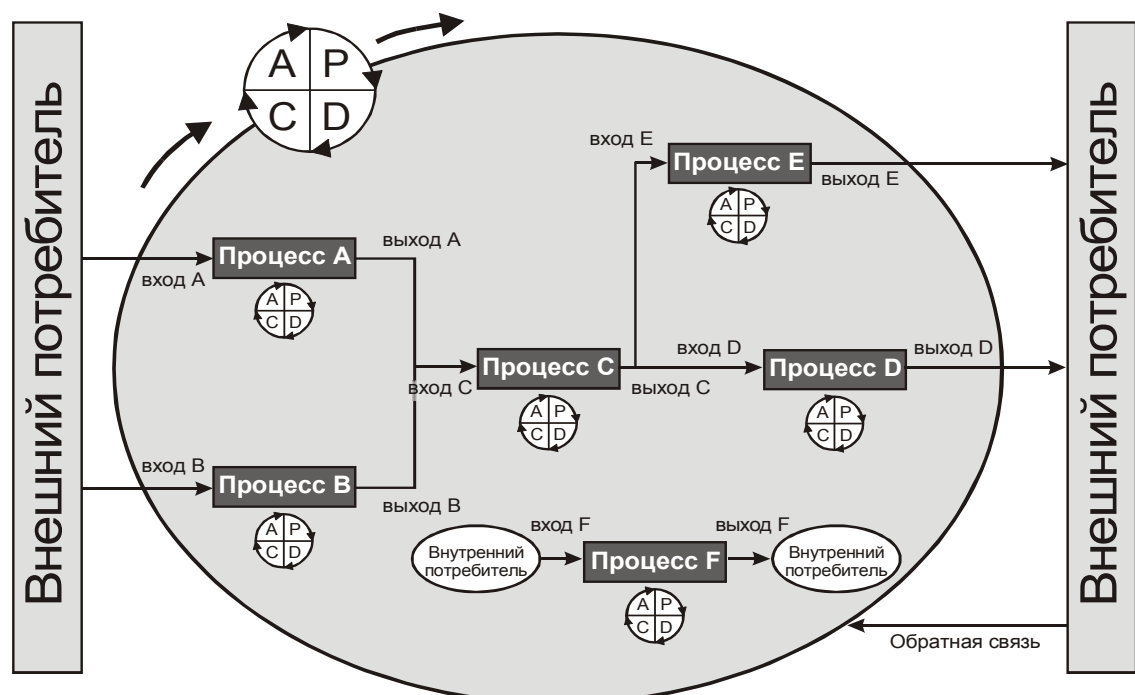 Внешний потребитель
A P
C D
вход E
Процесс E
выход E
A P
C D
Процесс A
выход A
вход A
A P
C D
Процесс C
вход C
выход C
A P
C D
вход D
Процесс D
выход D
A P
C D
вход B
Процесс B
выход B
A P
C D
Внутренний
потребитель
вход F
Процесс F
выход F
Внутренний
потребитель
A P
C D
Обратная связь
Внешний потребитель